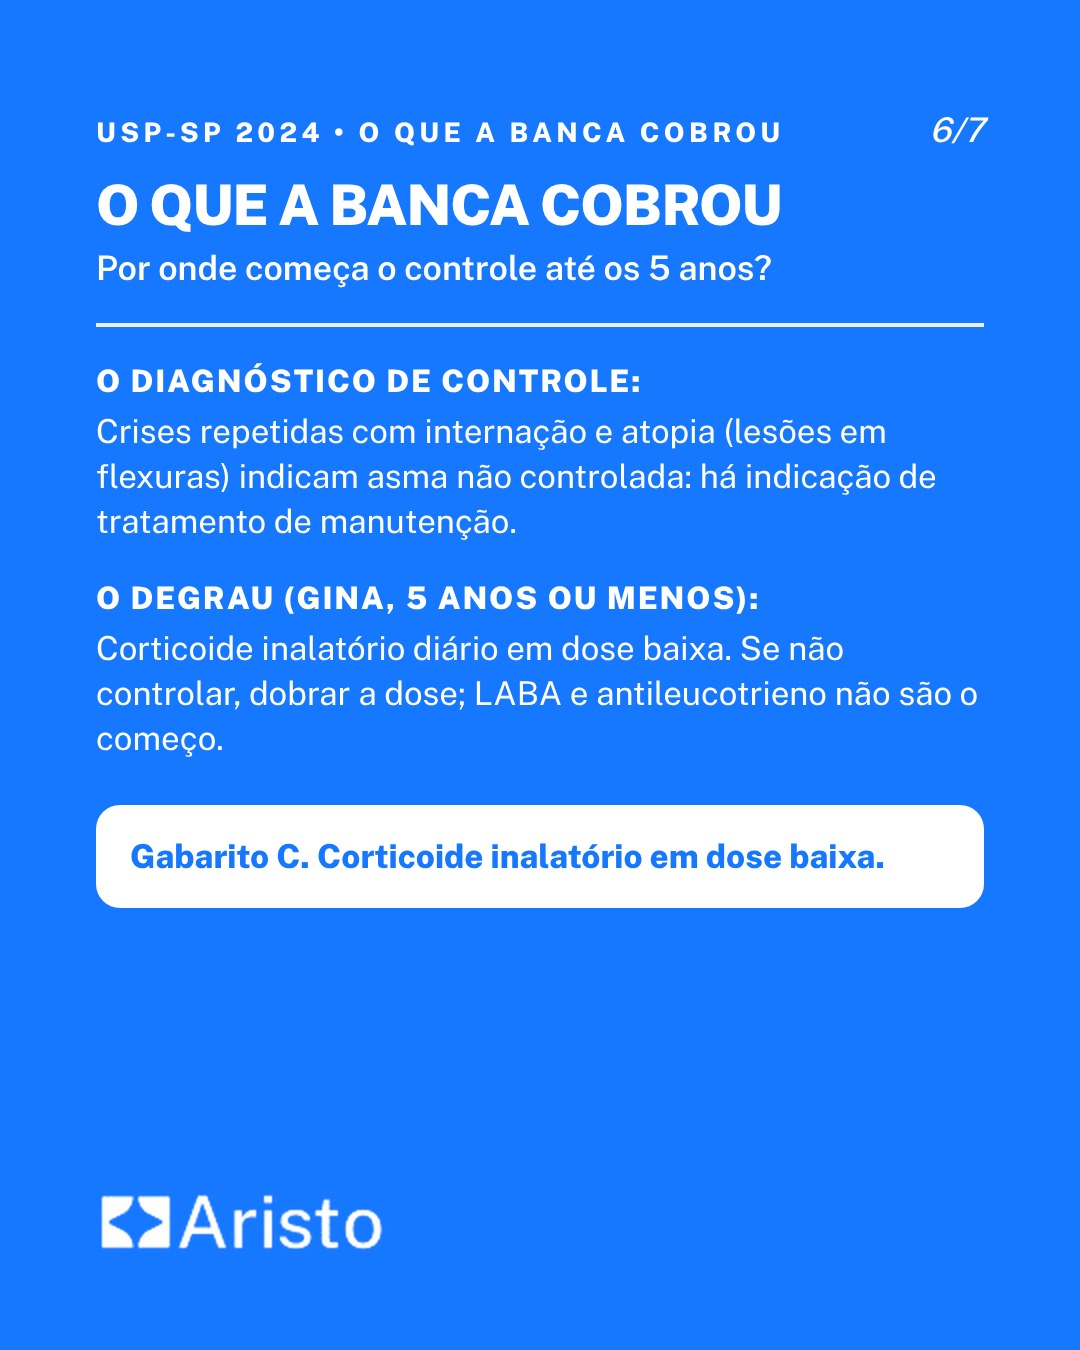 USP-SP 2024 • O QUE A BANCA COBROU
6/7
O QUE A BANCA COBROU
Por onde começa o controle até os 5 anos?
O DIAGNÓSTICO DE CONTROLE:
Crises repetidas com internação e atopia (lesões em
flexuras) indicam asma não controlada: há indicação de
tratamento de manutenção.
O DEGRAU (GINA, 5 ANOS OU MENOS):
Corticoide inalatório diário em dose baixa. Se não
controlar, dobrar a dose; LABA e antileucotrieno não são o
começo.
Gabarito C. Corticoide inalatório em dose baixa.
Aristo